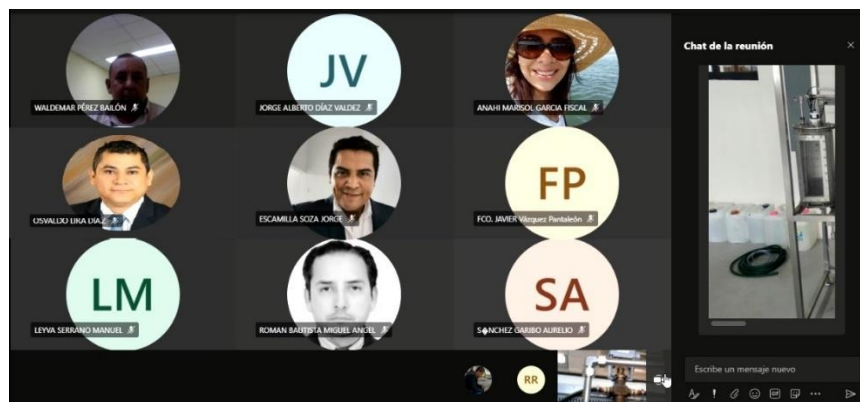 WALDEMAR PÉREZ BAILÓN
JV
JORGE ALBERTO DÍAZ VALDEZ
ANAHI MARISOL GARCIA FISCAL
OSVALDO LIRA DÍAZ
ESCAMILLA SOZA JORGE
FP
FCO. JAVIER Vázquez Pantaleón
LM
LEYVA SERRANO MANUEL
ROMAN BAUTISTA MIGUEL ANGEL
SA
S�NCHEZ GARIBO AURELIO
RR
Chat de la reunión
Escribe un mensaje nuevo
GIF